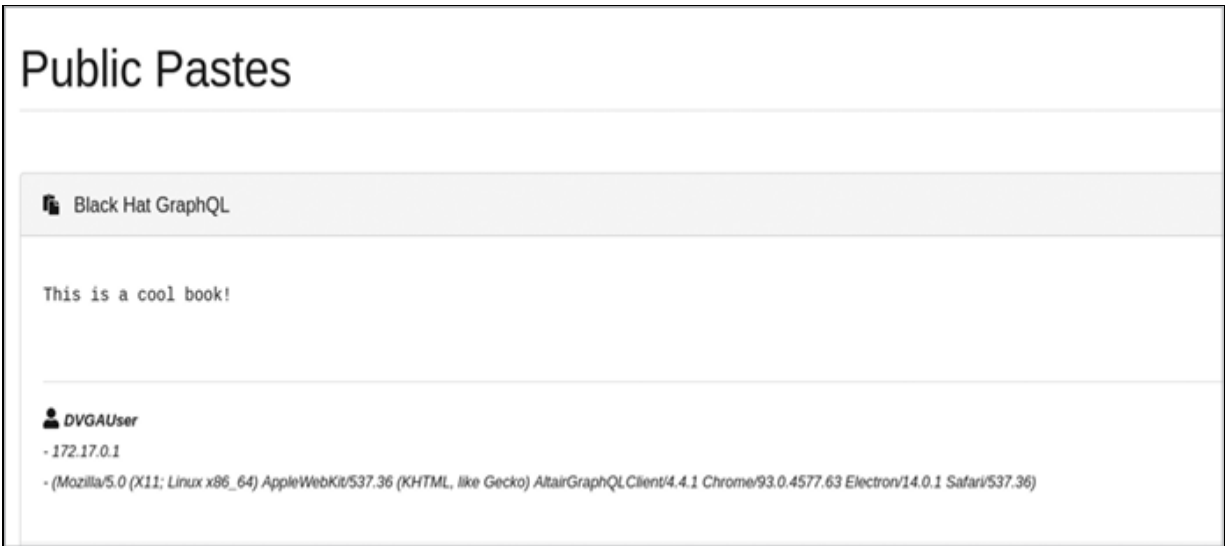 Public Pastes
Black Hat GraphQL
This is a cool book!
DVGAUser
- 172.17.0.1
- (Mozilla/5.0 (X11; Linux x86_64) AppleWebKit/537.36 (KHTML, like Gecko) AltairGraphQLClient/4.4.1 Chrome/93.0.4577.63 Electron/14.0.1 Safari/537.36)